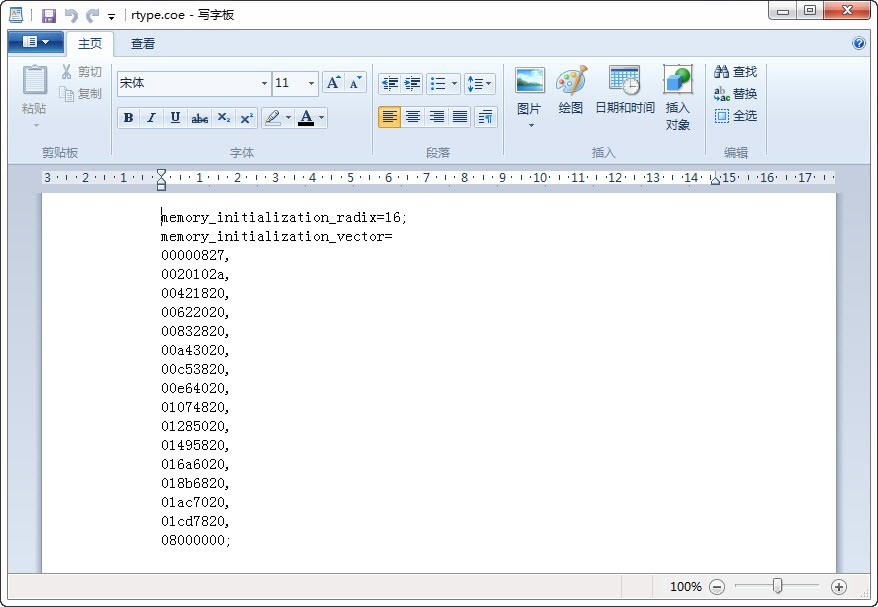 rtype.coe - 写字板
主页 查看
粘贴 剪切 复制 剪贴板
宋体 11 A A
B I U abc X₂ X² A
字体
段落
图片 绘图 日期和时间 插入对象
插入
查找
替换
全选
编辑
3 2 1 1 2 3 4 5 6 7 8 9 10 11 12 13 14 15 16 17
memory_initialization_radix=16;
memory_initialization_vector=
00000827,
0020102a,
00421820,
00622020,
00832820,
00a43020,
00c53820,
00e64020,
01074820,
01285020,
01495820,
016a6020,
018b6820,
01ac7020,
01cd7820,
08000000;
100%